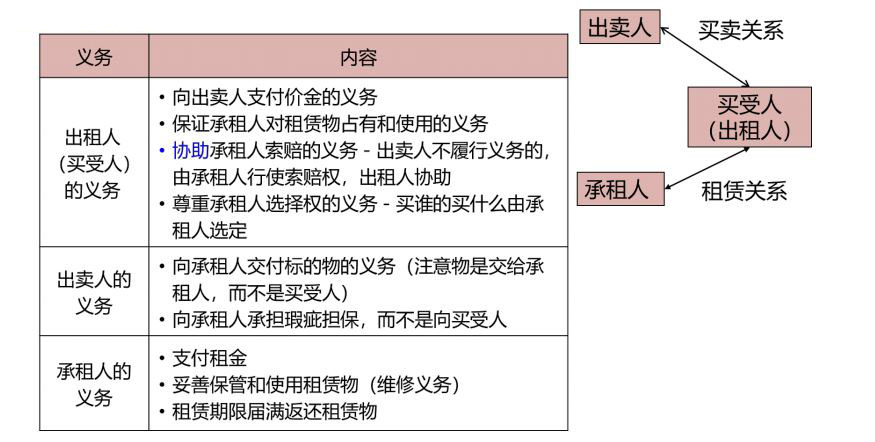 义务
内容
出租人
（买受人）
的义务
• 向出卖人支付价金的义务
• 保证承租人对租赁物占有和使用的义务
• 协助承租人索赔的义务 - 出卖人不履行义务的，
由承租人行使索赔权，出租人协助
• 尊重承租人选择权的义务 - 买谁的买什么由承
租人选定
出卖人的
义务
• 向承租人交付标的物的义务（注意物是交给承
租人，而不是买受人）
• 向承租人承担瑕疵担保，而不是向买受人
承租人的
义务
• 支付租金
• 妥善保管和使用租赁物（维修义务）
• 租赁期限届满返还租赁物
出卖人
买卖关系
买受人
（出租人）
承租人
租赁关系